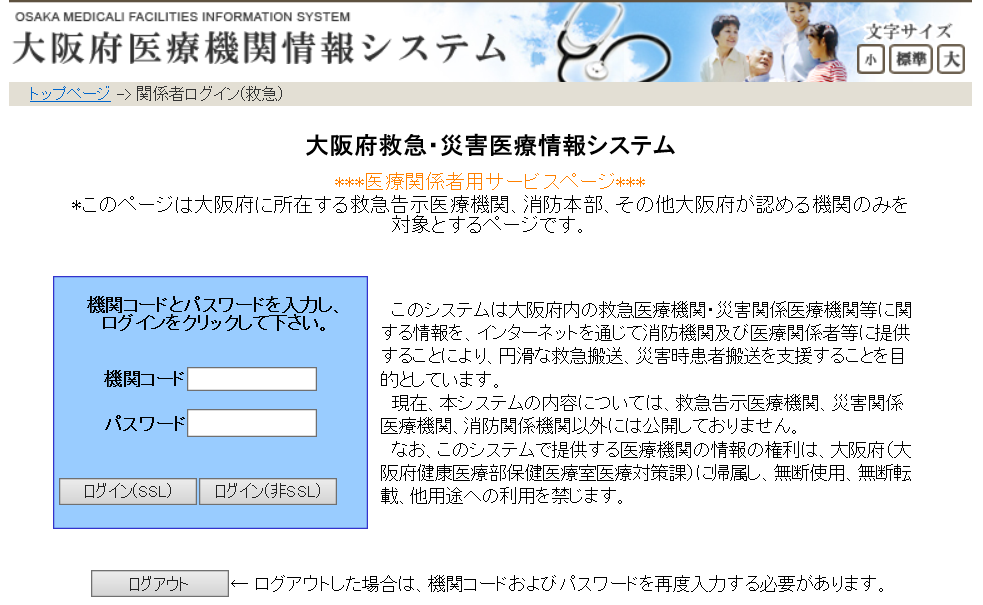 OSAKA MEDICALI FACILITIES INFORMATION SYSTEM
大阪府医療機関情報システム
文字サイズ
小 標準 大
トップページ -> 関係者ログイン(救急)
大阪府救急・災害医療情報システム
***医療関係者用サービスページ***
*このページは大阪府に所在する救急告示医療機関、消防本部、その他大阪府が認める機関のみを
対象とするページです。
機関コードとパスワードを入力し、
ログインをクリックして下さい。
機関コード
パスワード
ログイン(SSL) ログイン(非SSL)
このシステムは大阪府内の救急医療機関・災害関係医療機関等に関
する情報を、インターネットを通じて消防機関及び医療関係者等に提供
することにより、円滑な救急搬送、災害時患者搬送を支援することを目
的としています。
現在、本システムの内容については、救急告示医療機関、災害関係
医療機関、消防関係機関以外には公開しておりません。
なお、このシステムで提供する医療機関の情報の権利は、大阪府(大
阪府健康医療部保健医療室医療対策課)に帰属し、無断使用、無断転
載、他用途への利用を禁じます。
ログアウト ← ログアウトした場合は、機関コードおよびパスワードを再度入力する必要があります。